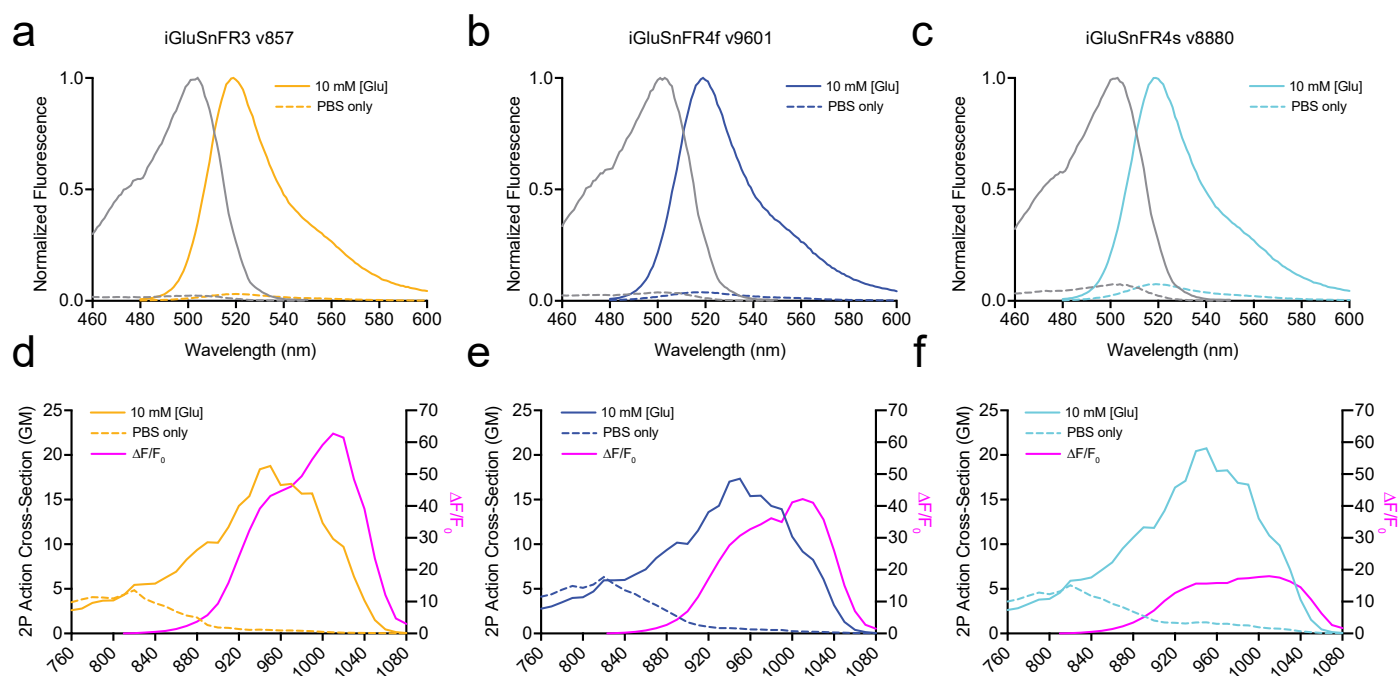 a
iGluSnFR3 v857
b
iGluSnFR4f v9601
c
iGluSnFR4s v8880
Normalized Fluorescence
1.0
0.5
0.0
10 mM [Glu]
PBS only
460 480 500 520 540 560 580 600
Wavelength (nm)
Normalized Fluorescence
1.0
0.5
0.0
10 mM [Glu]
PBS only
460 480 500 520 540 560 580 600
Wavelength (nm)
Normalized Fluorescence
1.0
0.5
0.0
10 mM [Glu]
PBS only
460 480 500 520 540 560 580 600
Wavelength (nm)
d
2P Action Cross-Section (GM)
25
20
15
10
5
0
10 mM [Glu]
PBS only
ΔF/F0
70
60
50
40
30
20
10
0
ΔF/F0
760 800 840 880 920 960 1000 1040 1080
e
2P Action Cross-Section (GM)
25
20
15
10
5
0
10 mM [Glu]
PBS only
ΔF/F0
70
60
50
40
30
20
10
0
ΔF/F0
760 800 840 880 920 960 1000 1040 1080
f
2P Action Cross-Section (GM)
25
20
15
10
5
0
10 mM [Glu]
PBS only
ΔF/F0
70
60
50
40
30
20
10
0
ΔF/F0
760 800 840 880 920 960 1000 1040 1080